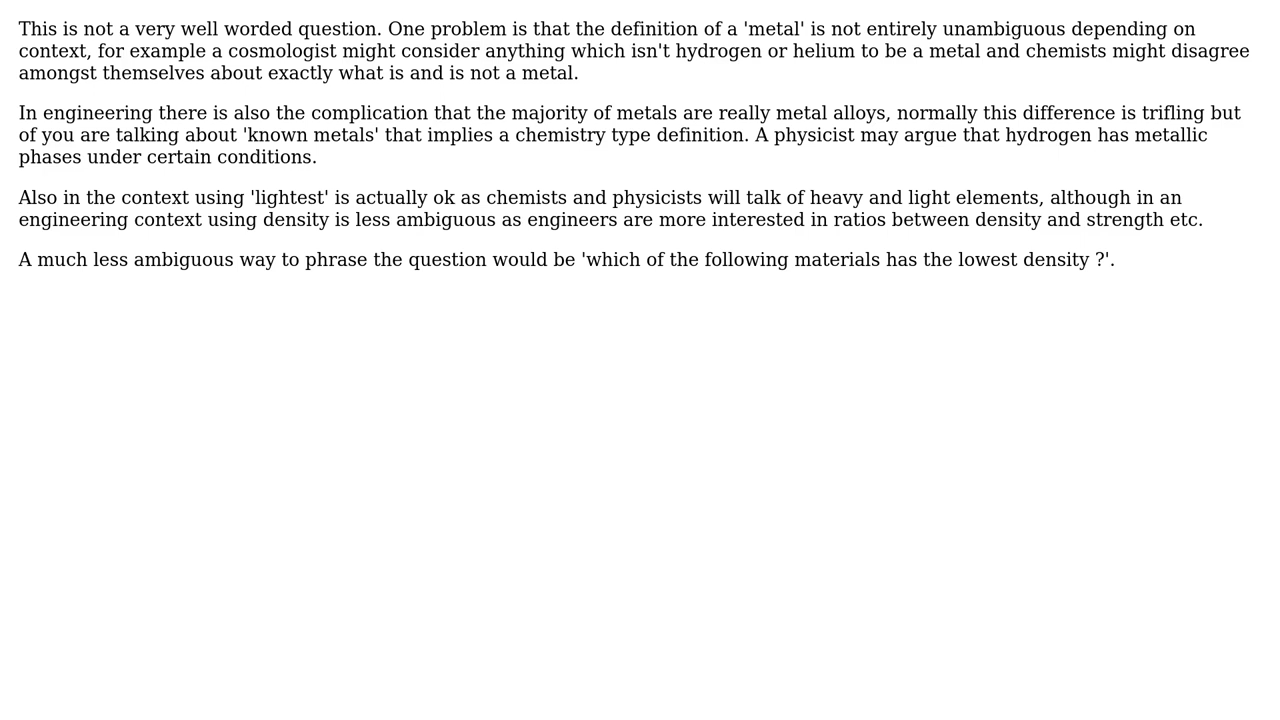 This is not a very well worded question. One problem is that the definition of a 'metal' is not entirely unambiguous depending on
context, for example a cosmologist might consider anything which isn't hydrogen or helium to be a metal and chemists might disagree
amongst themselves about exactly what is and is not a metal.
In engineering there is also the complication that the majority of metals are really metal alloys, normally this difference is trifling but
of you are talking about 'known metals' that implies a chemistry type definition. A physicist may argue that hydrogen has metallic
phases under certain conditions.
Also in the context using 'lightest' is actually ok as chemists and physicists will talk of heavy and light elements, although in an
engineering context using density is less ambiguous as engineers are more interested in ratios between density and strength etc.
A much less ambiguous way to phrase the question would be 'which of the following materials has the lowest density ?'.